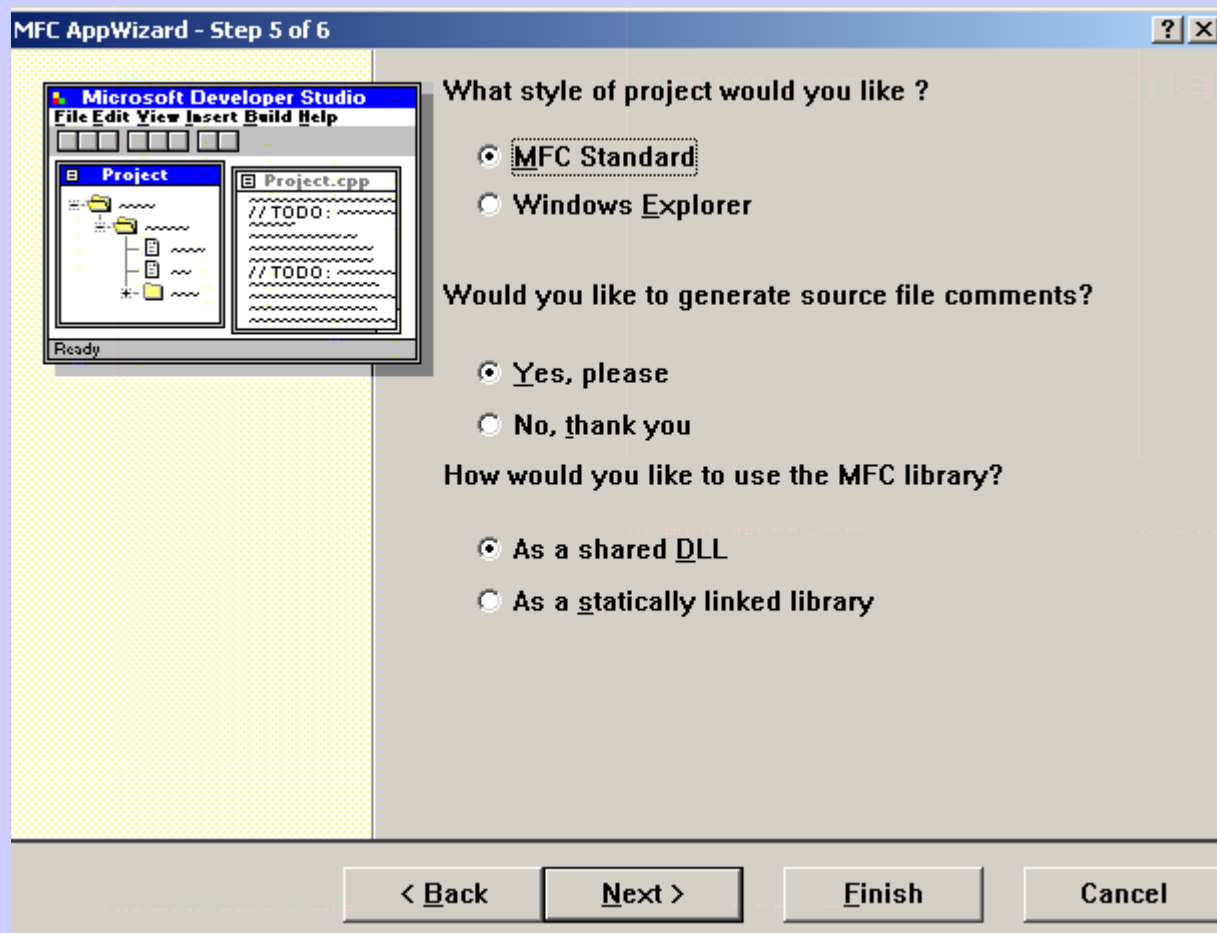 MFC AppWizard - Step 5 of 6
Microsoft Developer Studio
File Edit View Insert Build Help
Project
Project.cpp
// TODO:
// TODO:
Ready
What style of project would you like ?
MFC Standard
Windows Explorer
Would you like to generate source file comments?
Yes, please
No, thank you
How would you like to use the MFC library?
As a shared DLL
As a statically linked library
< Back
Next >
Finish
Cancel